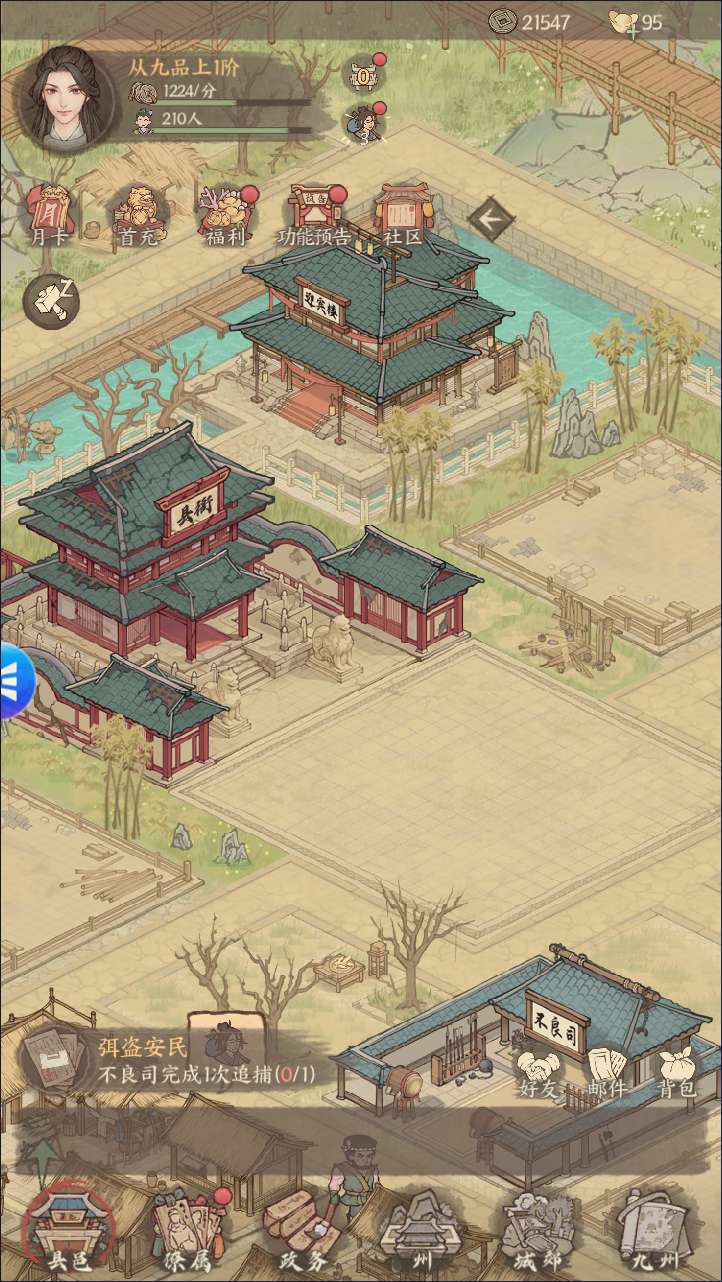 21547
95
从九品上1阶
1224/分
210人
0
3
月卡
首充
福利
预告
功能预告
社区
Z
迎宾楼
县衙
不良司
弭盗安民
不良司完成1次追捕(0/1)
好友
邮件
背包
县邑
僚属
政务
州
城郊
九州